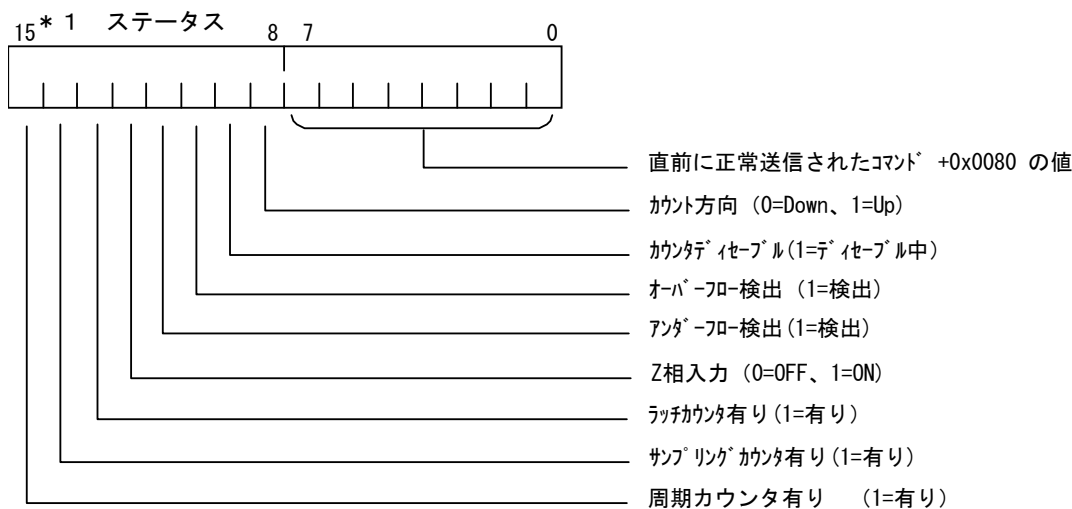 15*１ ステータス 8 7 0
直前に正常送信されたｺﾏﾝﾄﾞ +0x0080 の値
ｶｳﾝﾄ方向 (0=Down、1=Up)
ｶｳﾝﾀﾃﾞｨｾｰﾌﾞﾙ(1=ﾃﾞｨｾｰﾌﾞﾙ中)
ｵｰﾊﾞｰﾌﾛｰ検出 (1=検出)
ｱﾝﾀﾞｰﾌﾛｰ検出(1=検出)
Z相入力 (0=OFF、1=ON)
ﾗｯﾁｶｳﾝﾀ有り(1=有り)
ｻﾝﾌﾟﾘﾝｸﾞｶｳﾝﾀ有り(1=有り)
周期カウンタ有り (1=有り)